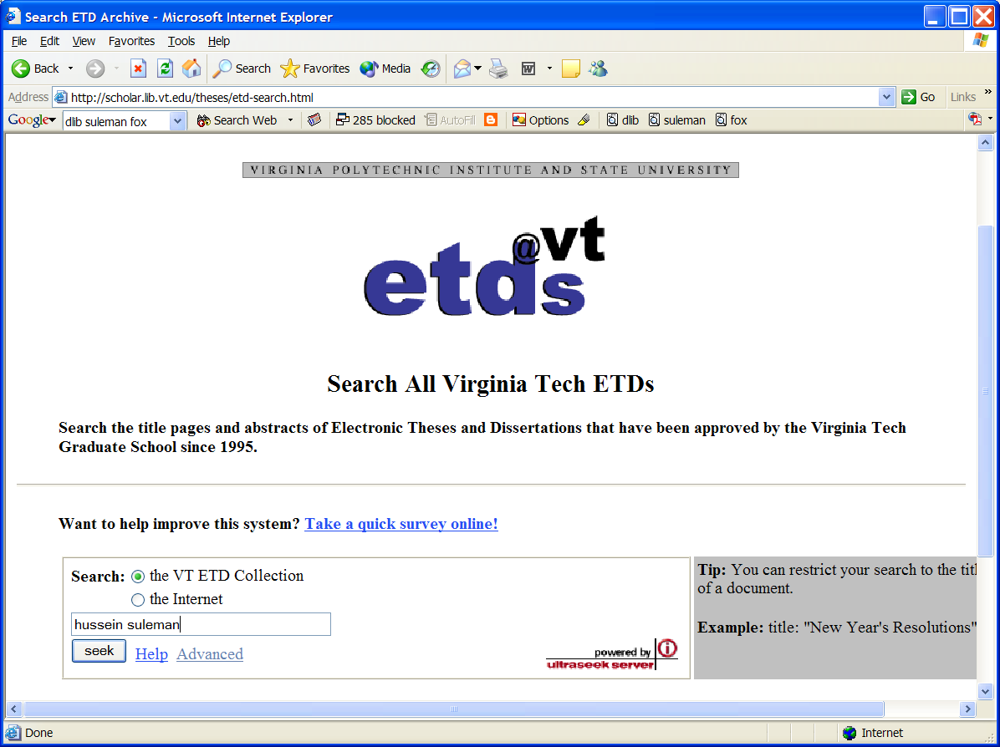 Search ETD Archive - Microsoft Internet Explorer
File Edit View Favorites Tools Help
Back Search Favorites Media
Address http://scholar.lib.vt.edu/theses/etd-search.html Go Links »
Google dlib suleman fox Search Web 285 blocked AutoFill Options dlib suleman fox
VIRGINIA POLYTECHNIC INSTITUTE AND STATE UNIVERSITY
etds@vt
Search All Virginia Tech ETDs
Search the title pages and abstracts of Electronic Theses and Dissertations that have been approved by the Virginia Tech
Graduate School since 1995.
Want to help improve this system? Take a quick survey online!
Search: the VT ETD Collection
the Internet
hussein suleman
seek Help Advanced
powered by
ultraseek server
Tip: You can restrict your search to the titl
of a document.
Example: title: "New Year's Resolutions"
Done Internet